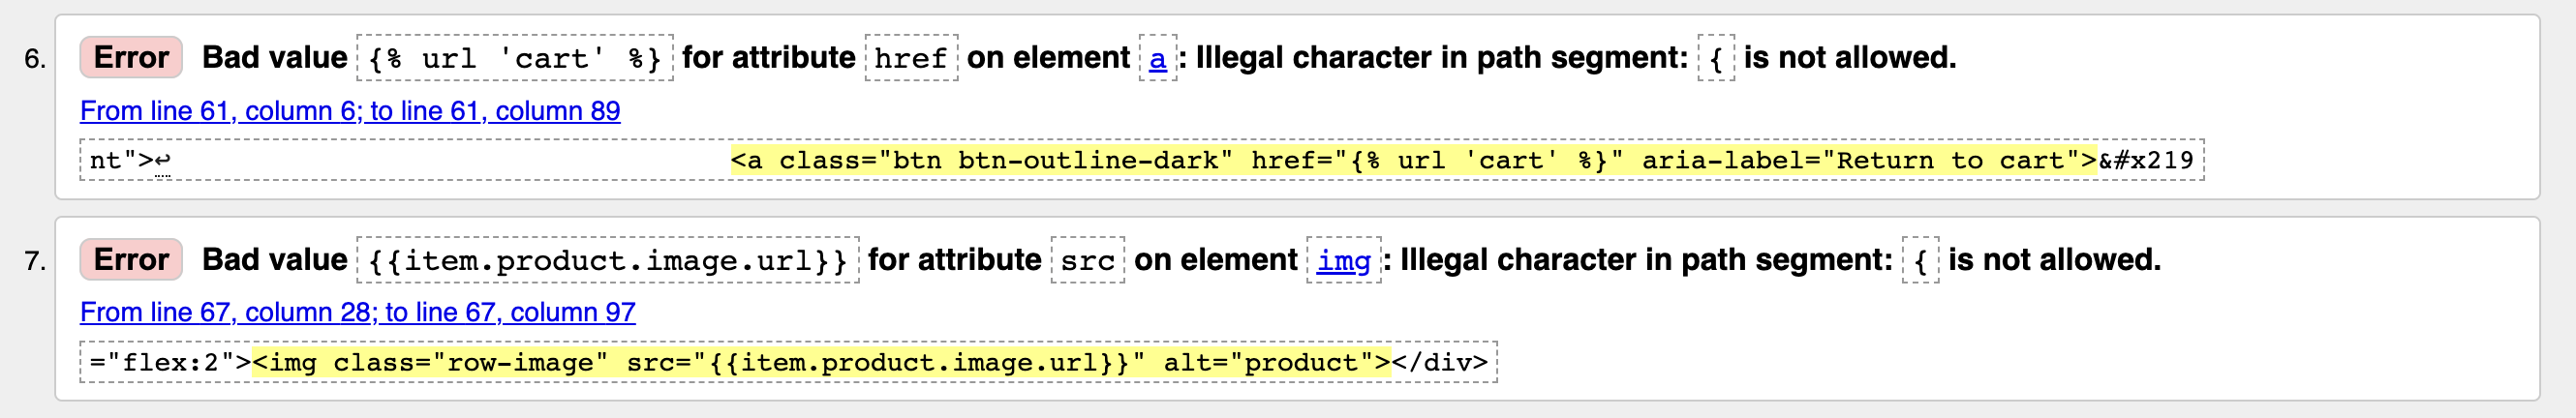 6. Error Bad value {% url 'cart' %} for attribute href on element a: Illegal character in path segment: { is not allowed.
From line 61, column 6; to line 61, column 89
nt">↩ <a class="btn btn-outline-dark" href="{% url 'cart' %}" aria-label="Return to cart">&#x219
7. Error Bad value {{item.product.image.url}} for attribute src on element img: Illegal character in path segment: { is not allowed.
From line 67, column 28; to line 67, column 97
="flex:2"><img class="row-image" src="{{item.product.image.url}}" alt="product"></div>